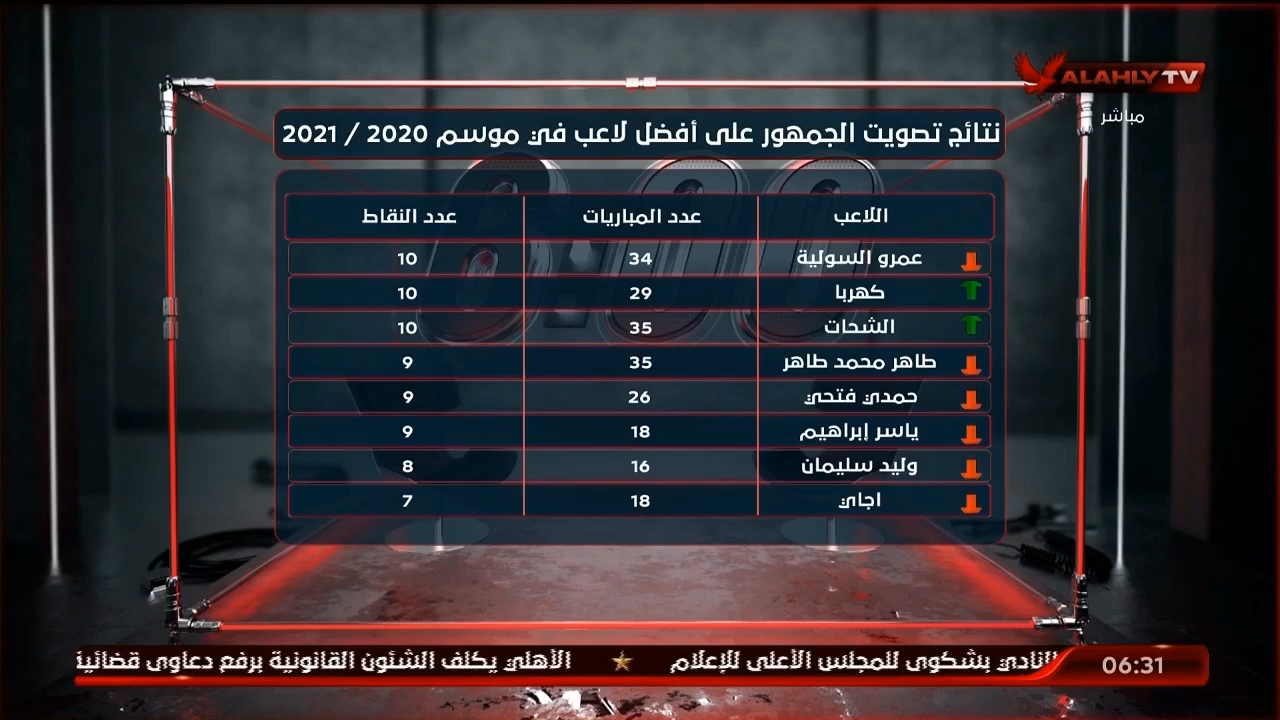 ALAHLY TV
مباشر
نتائج تصويت الجمهور على أفضل لاعب في موسم 2020 / 2021
اللاعب عدد المباريات عدد النقاط
عمرو السولية 34 10
كهربا 29 10
الشحات 35 10
طاهر محمد طاهر 35 9
حمدي فتحي 26 9
ياسر إبراهيم 18 9
وليد سليمان 16 8
اجاي 18 7
النادي بشكوى للمجلس الأعلى للإعلام الأهلي يكلف الشئون القانونية برفع دعاوى قضائية
06:31